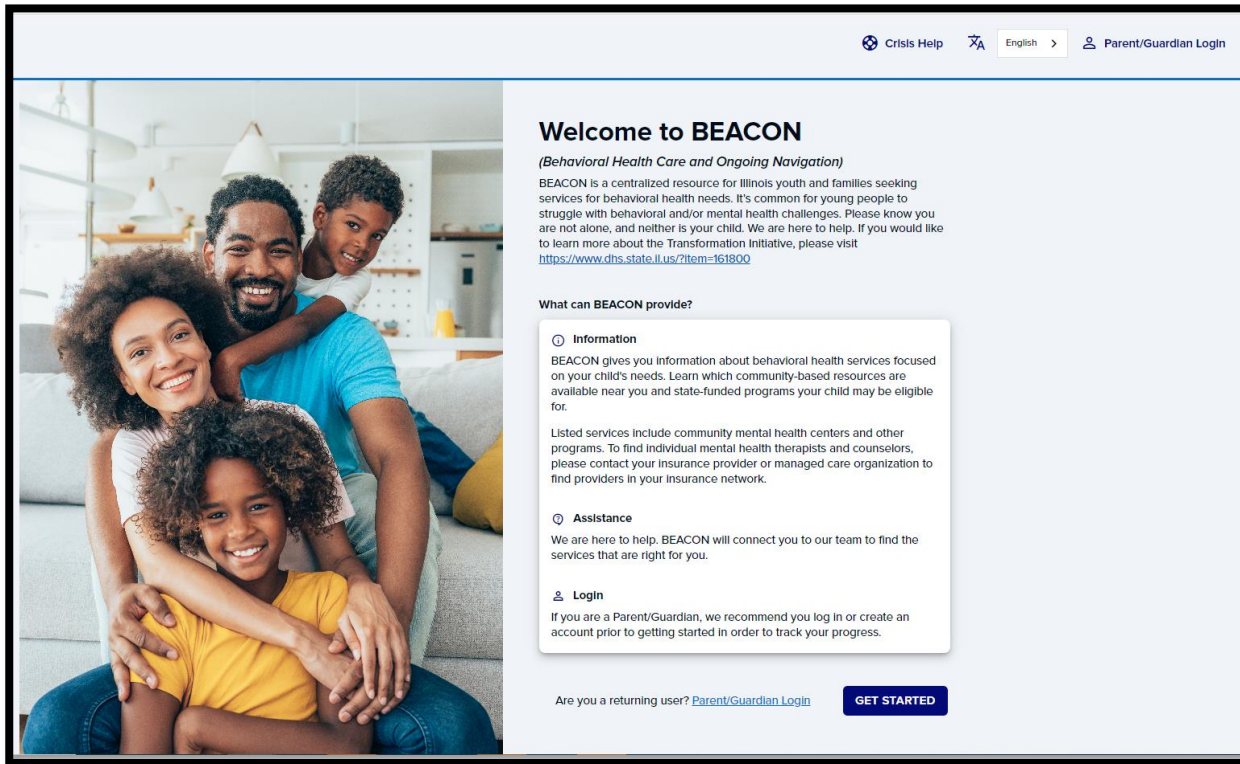 Crisis Help
English
Parent/Guardian Login
Welcome to BEACON
(Behavioral Health Care and Ongoing Navigation)
BEACON is a centralized resource for Illinois youth and families seeking
services for behavioral health needs. It's common for young people to
struggle with behavioral and/or mental health challenges. Please know you
are not alone, and neither is your child. We are here to help. If you would like
to learn more about the Transformation Initiative, please visit
https://www.dhs.state.il.us/?item=161800
What can BEACON provide?
Information
BEACON gives you information about behavioral health services focused
on your child's needs. Learn which community-based resources are
available near you and state-funded programs your child may be eligible
for.
Listed services include community mental health centers and other
programs. To find individual mental health therapists and counselors,
please contact your insurance provider or managed care organization to
find providers in your insurance network.
Assistance
We are here to help. BEACON will connect you to our team to find the
services that are right for you.
Login
If you are a Parent/Guardian, we recommend you log in or create an
account prior to getting started in order to track your progress.
Are you a returning user? Parent/Guardian Login
GET STARTED